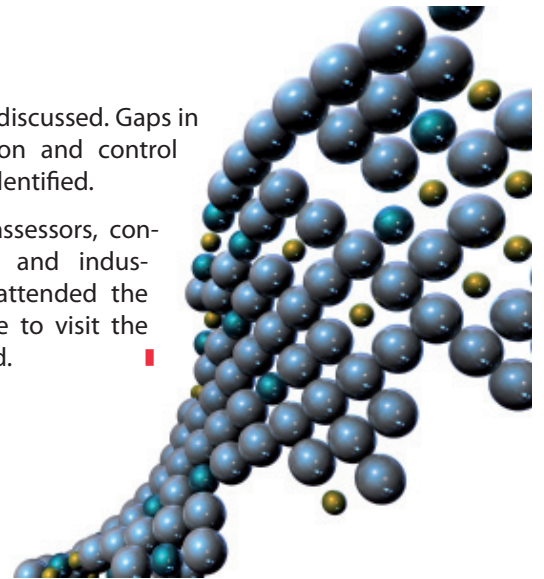 discussed. Gaps in
on and control
dentified.
assessors, con-
and indus-
attended the
e to visit the
d.